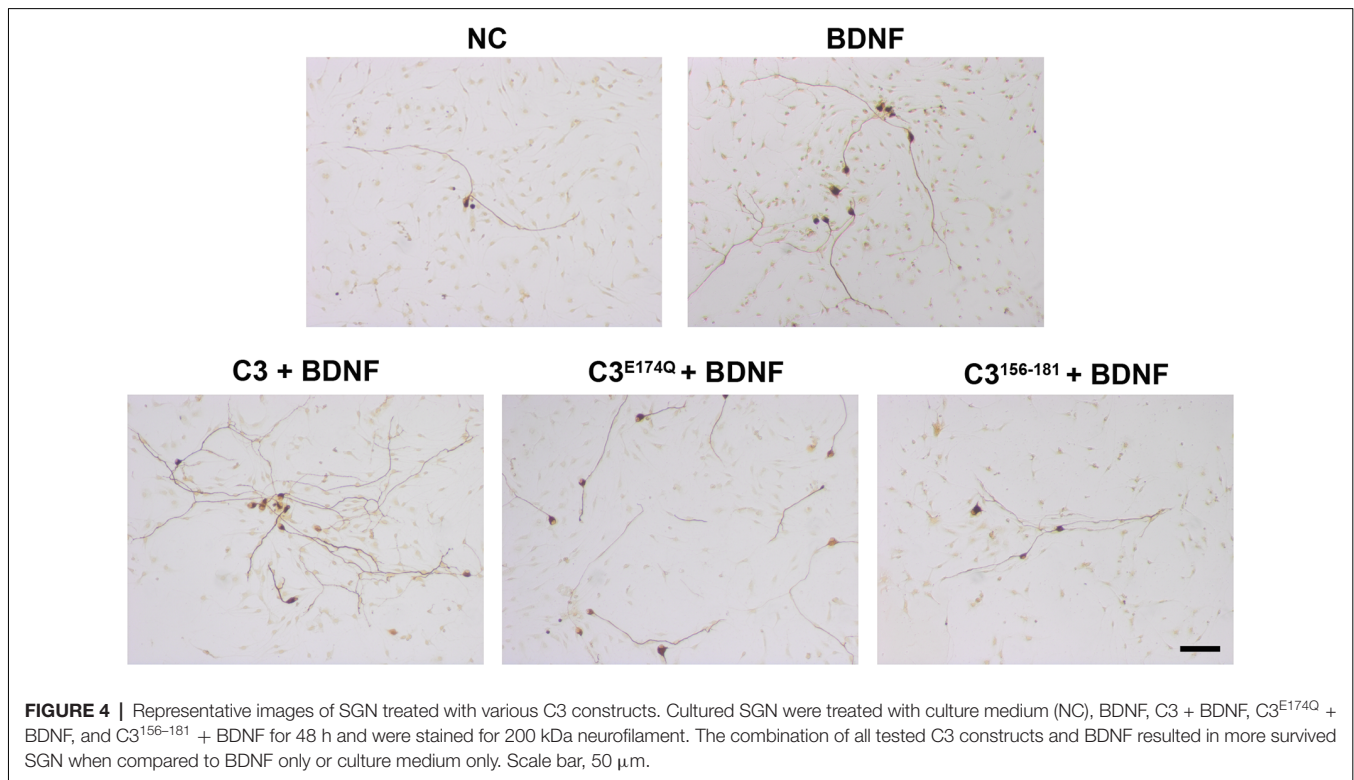 NC
BDNF
C3 + BDNF
C3E174Q + BDNF
C3156-181 + BDNF
FIGURE 4 | Representative images of SGN treated with various C3 constructs. Cultured SGN were treated with culture medium (NC), BDNF, C3 + BDNF, C3E174Q +
BDNF, and C3156–181 + BDNF for 48 h and were stained for 200 kDa neurofilament. The combination of all tested C3 constructs and BDNF resulted in more survived
SGN when compared to BDNF only or culture medium only. Scale bar, 50 μm.